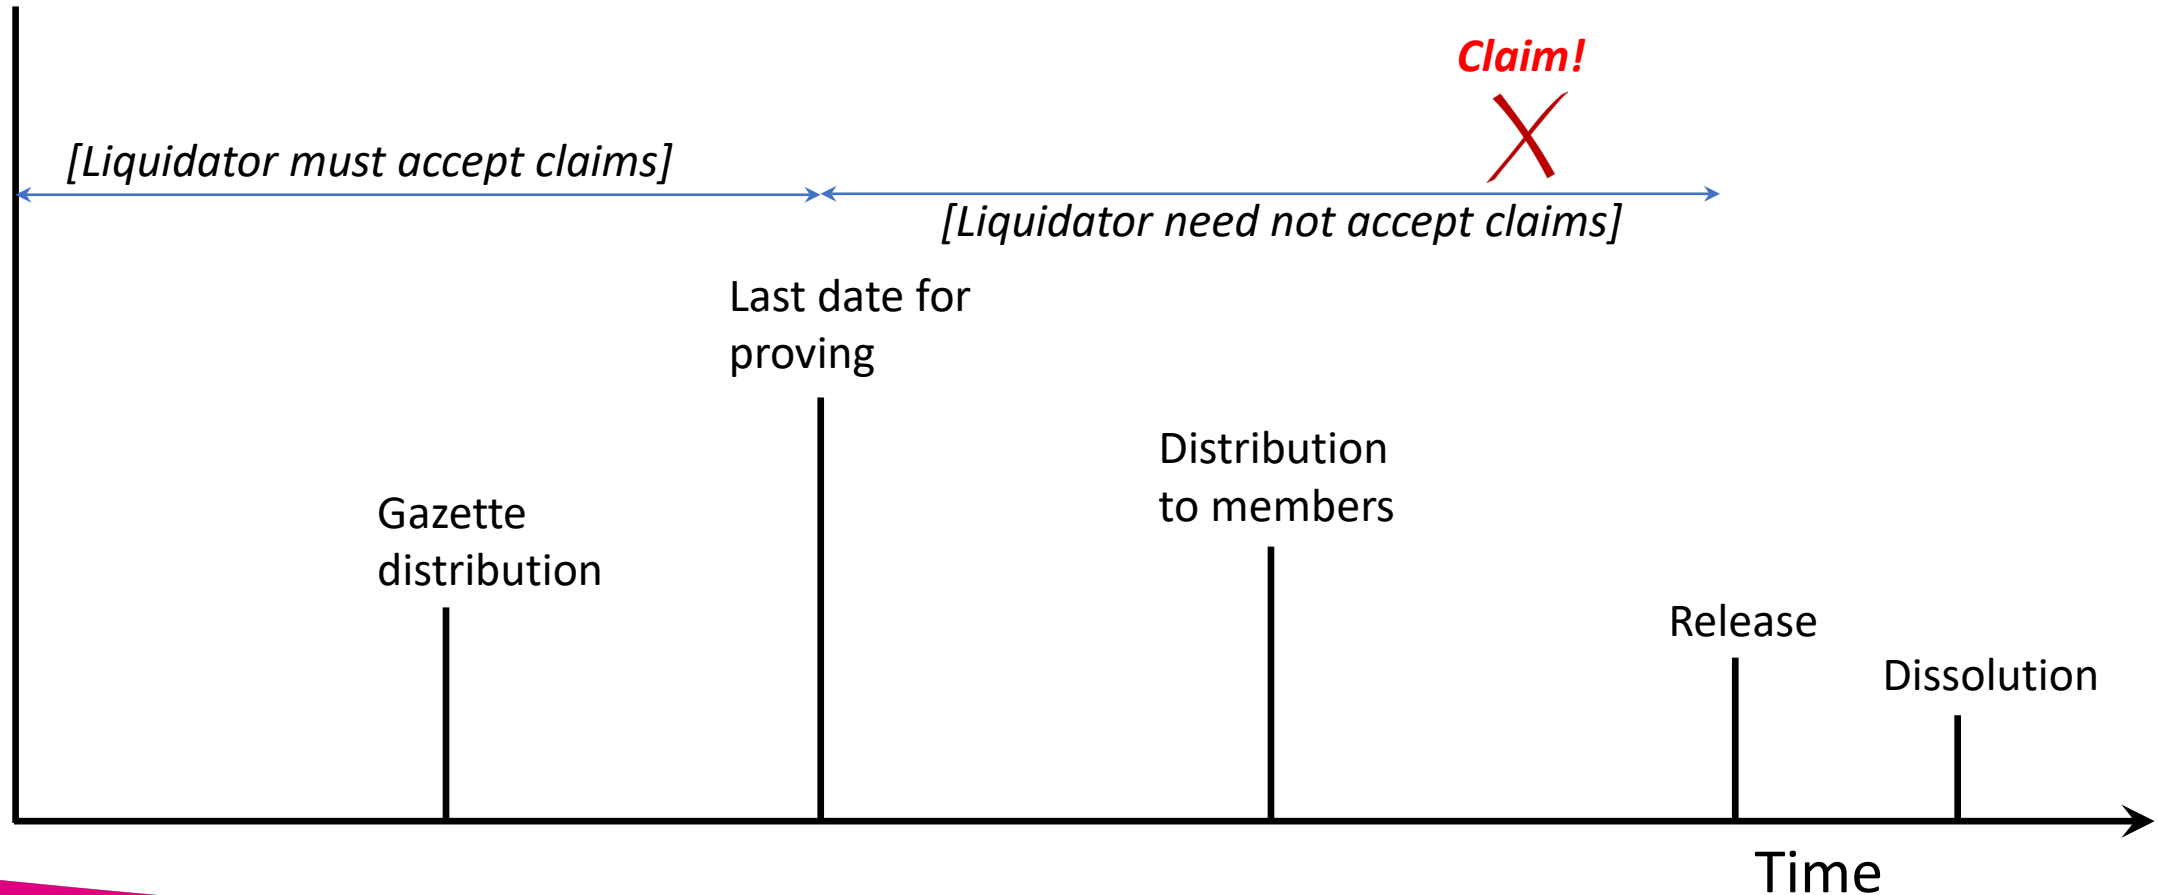 Claim!
[Liquidator must accept claims]
[Liquidator need not accept claims]
Last date for
proving
Distribution
to members
Gazette
distribution
Release
Dissolution
Time